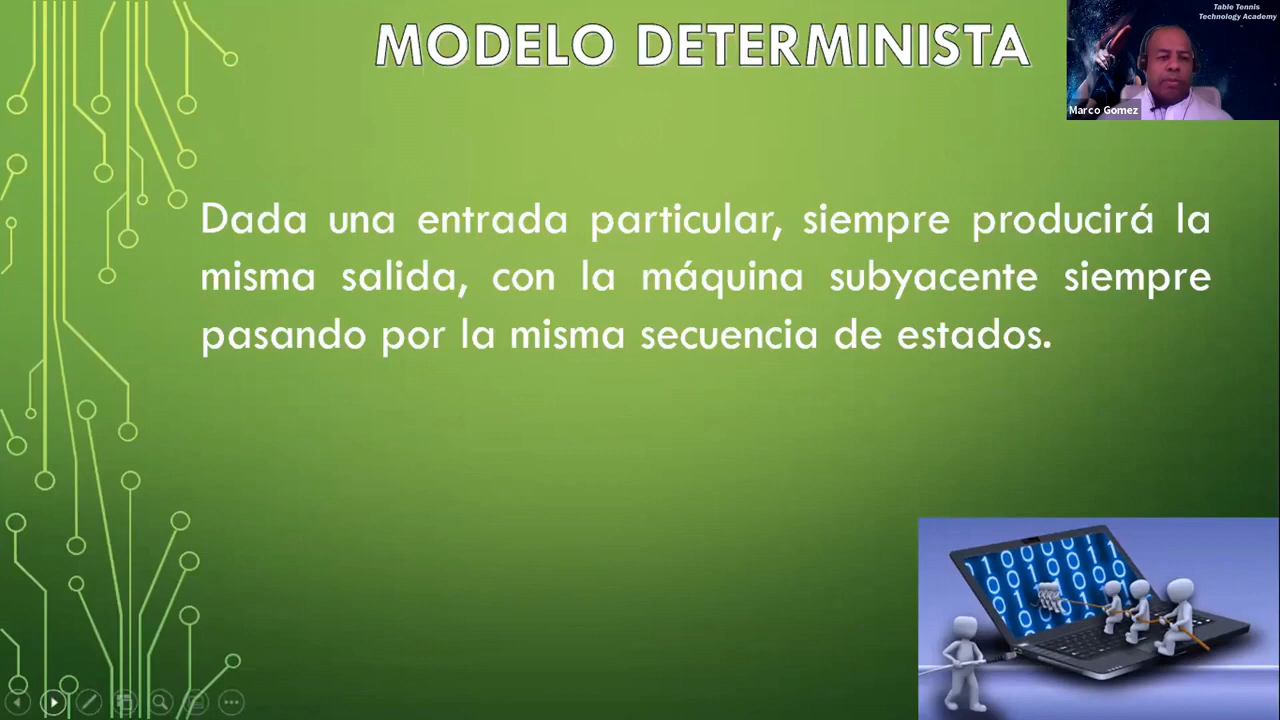 MODELO DETERMINISTA
Table Tennis
Technology Academy
Marco Gomez
Dada una entrada particular, siempre producirá la
misma salida, con la máquina subyacente siempre
pasando por la misma secuencia de estados.